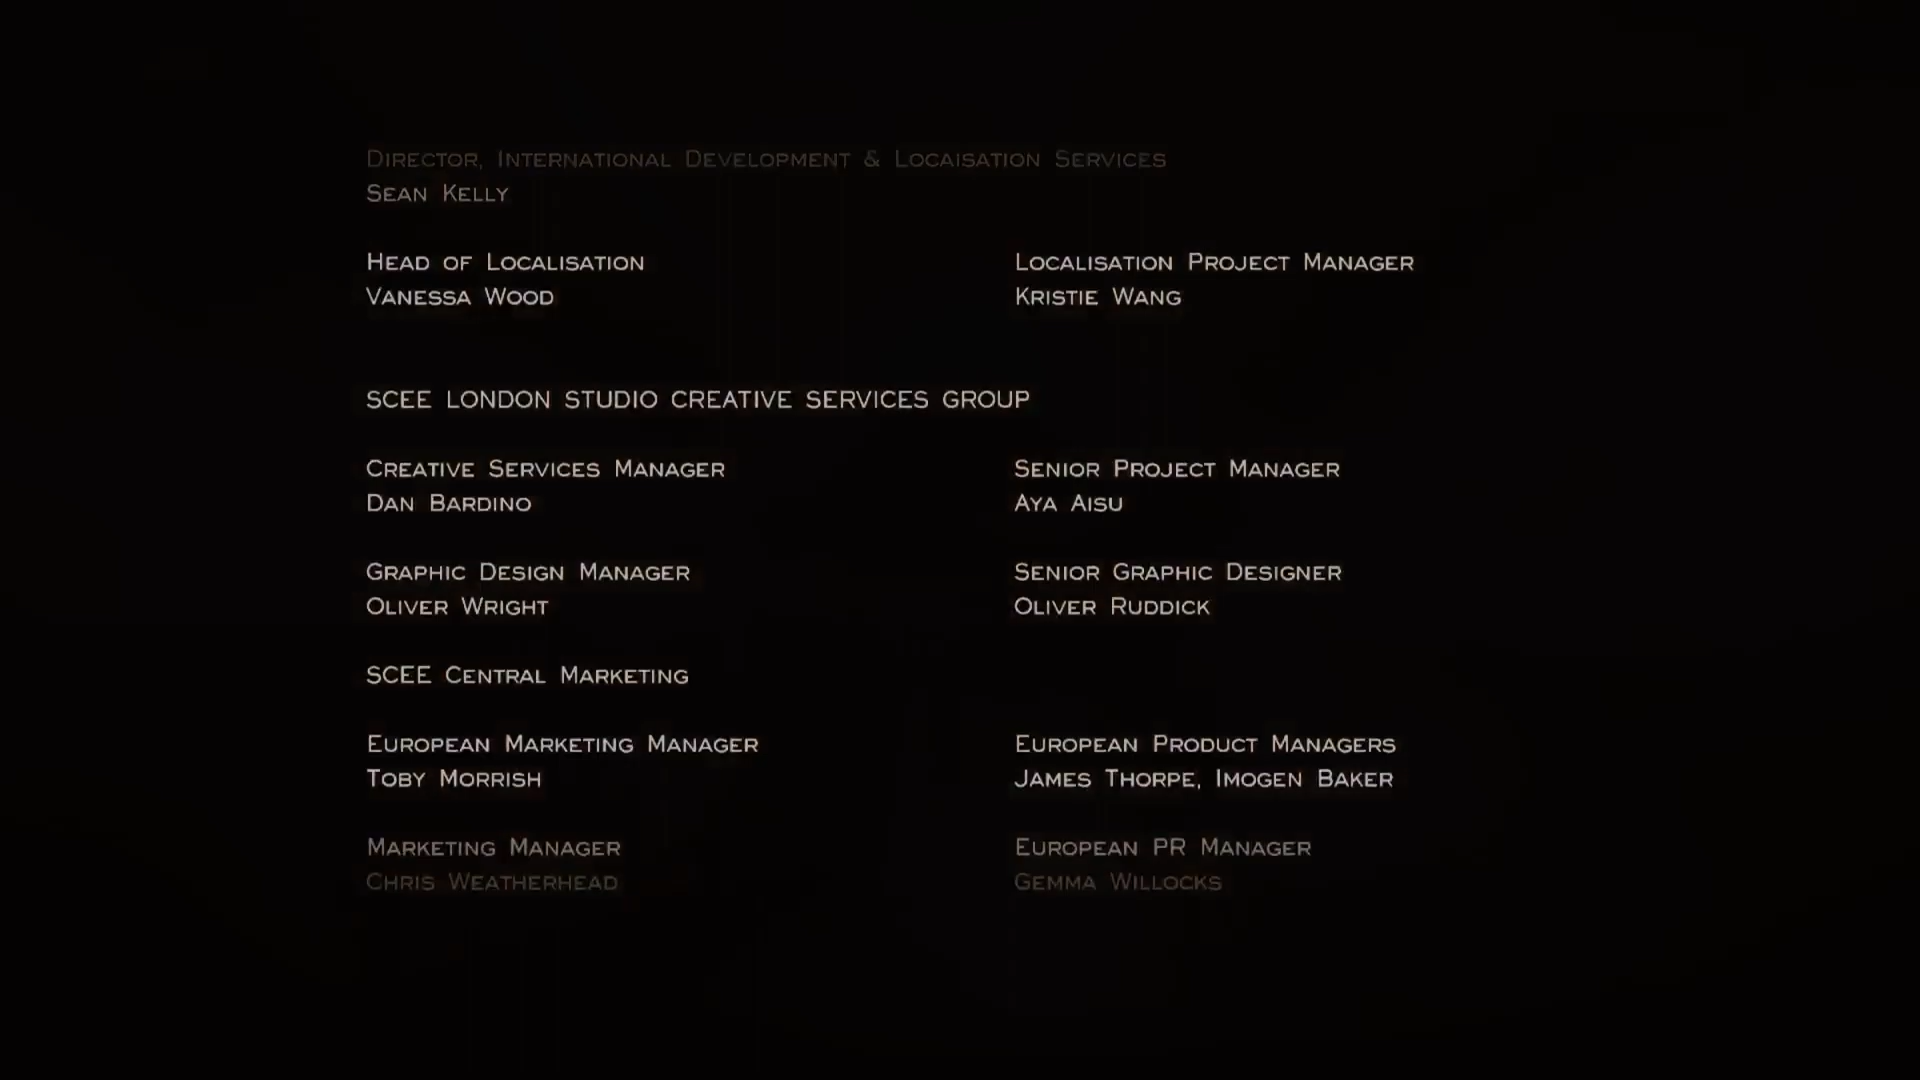 Director, International Development & Locaisation Services
Sean Kelly
Head of Localisation
Vanessa Wood
Localisation Project Manager
Kristie Wang
SCEE LONDON STUDIO CREATIVE SERVICES GROUP
Creative Services Manager
Dan Bardino
Senior Project Manager
Aya Aisu
Graphic Design Manager
Oliver Wright
Senior Graphic Designer
Oliver Ruddick
SCEE Central Marketing
European Marketing Manager
Toby Morrish
European Product Managers
James Thorpe, Imogen Baker
Marketing Manager
Chris Weatherhead
European PR Manager
Gemma Willocks